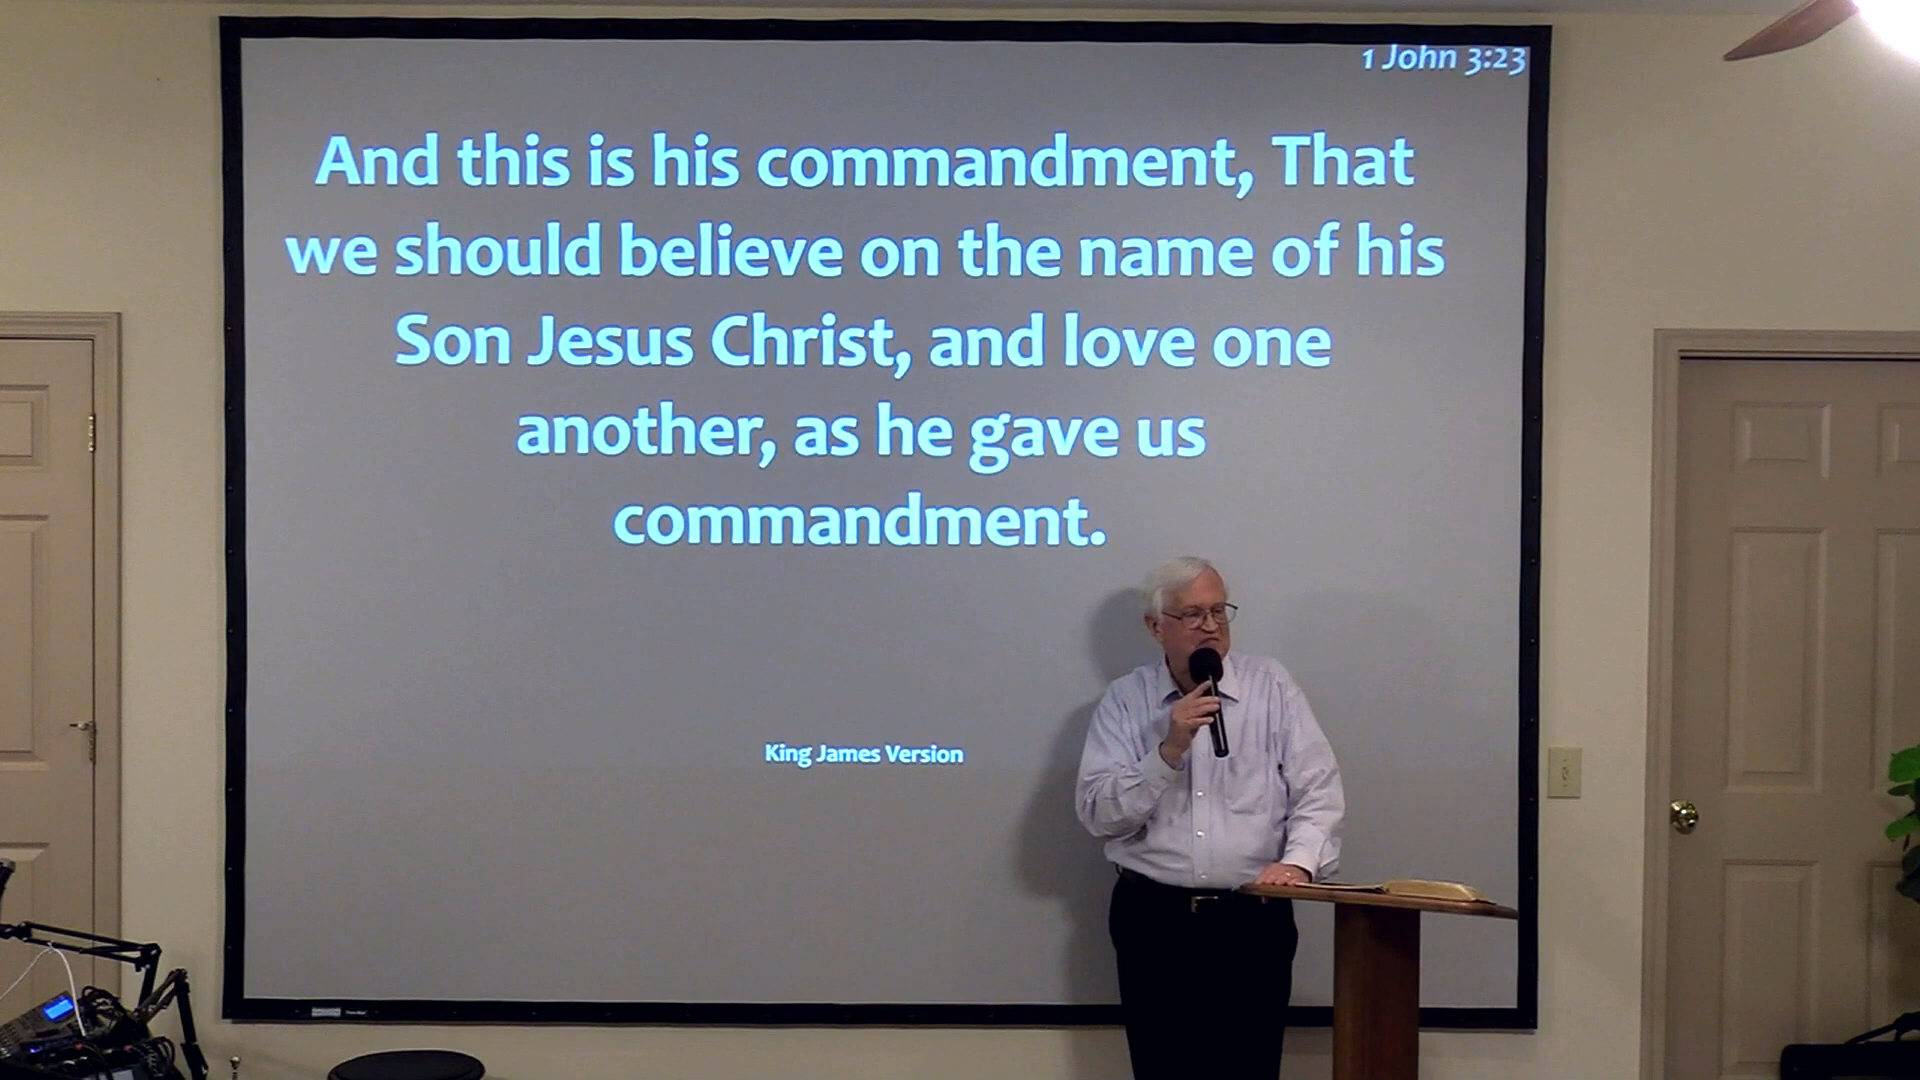 1 John 3:23
And this is his commandment, That
we should believe on the name of his
Son Jesus Christ, and love one
another, as he gave us
commandment.
King James Version